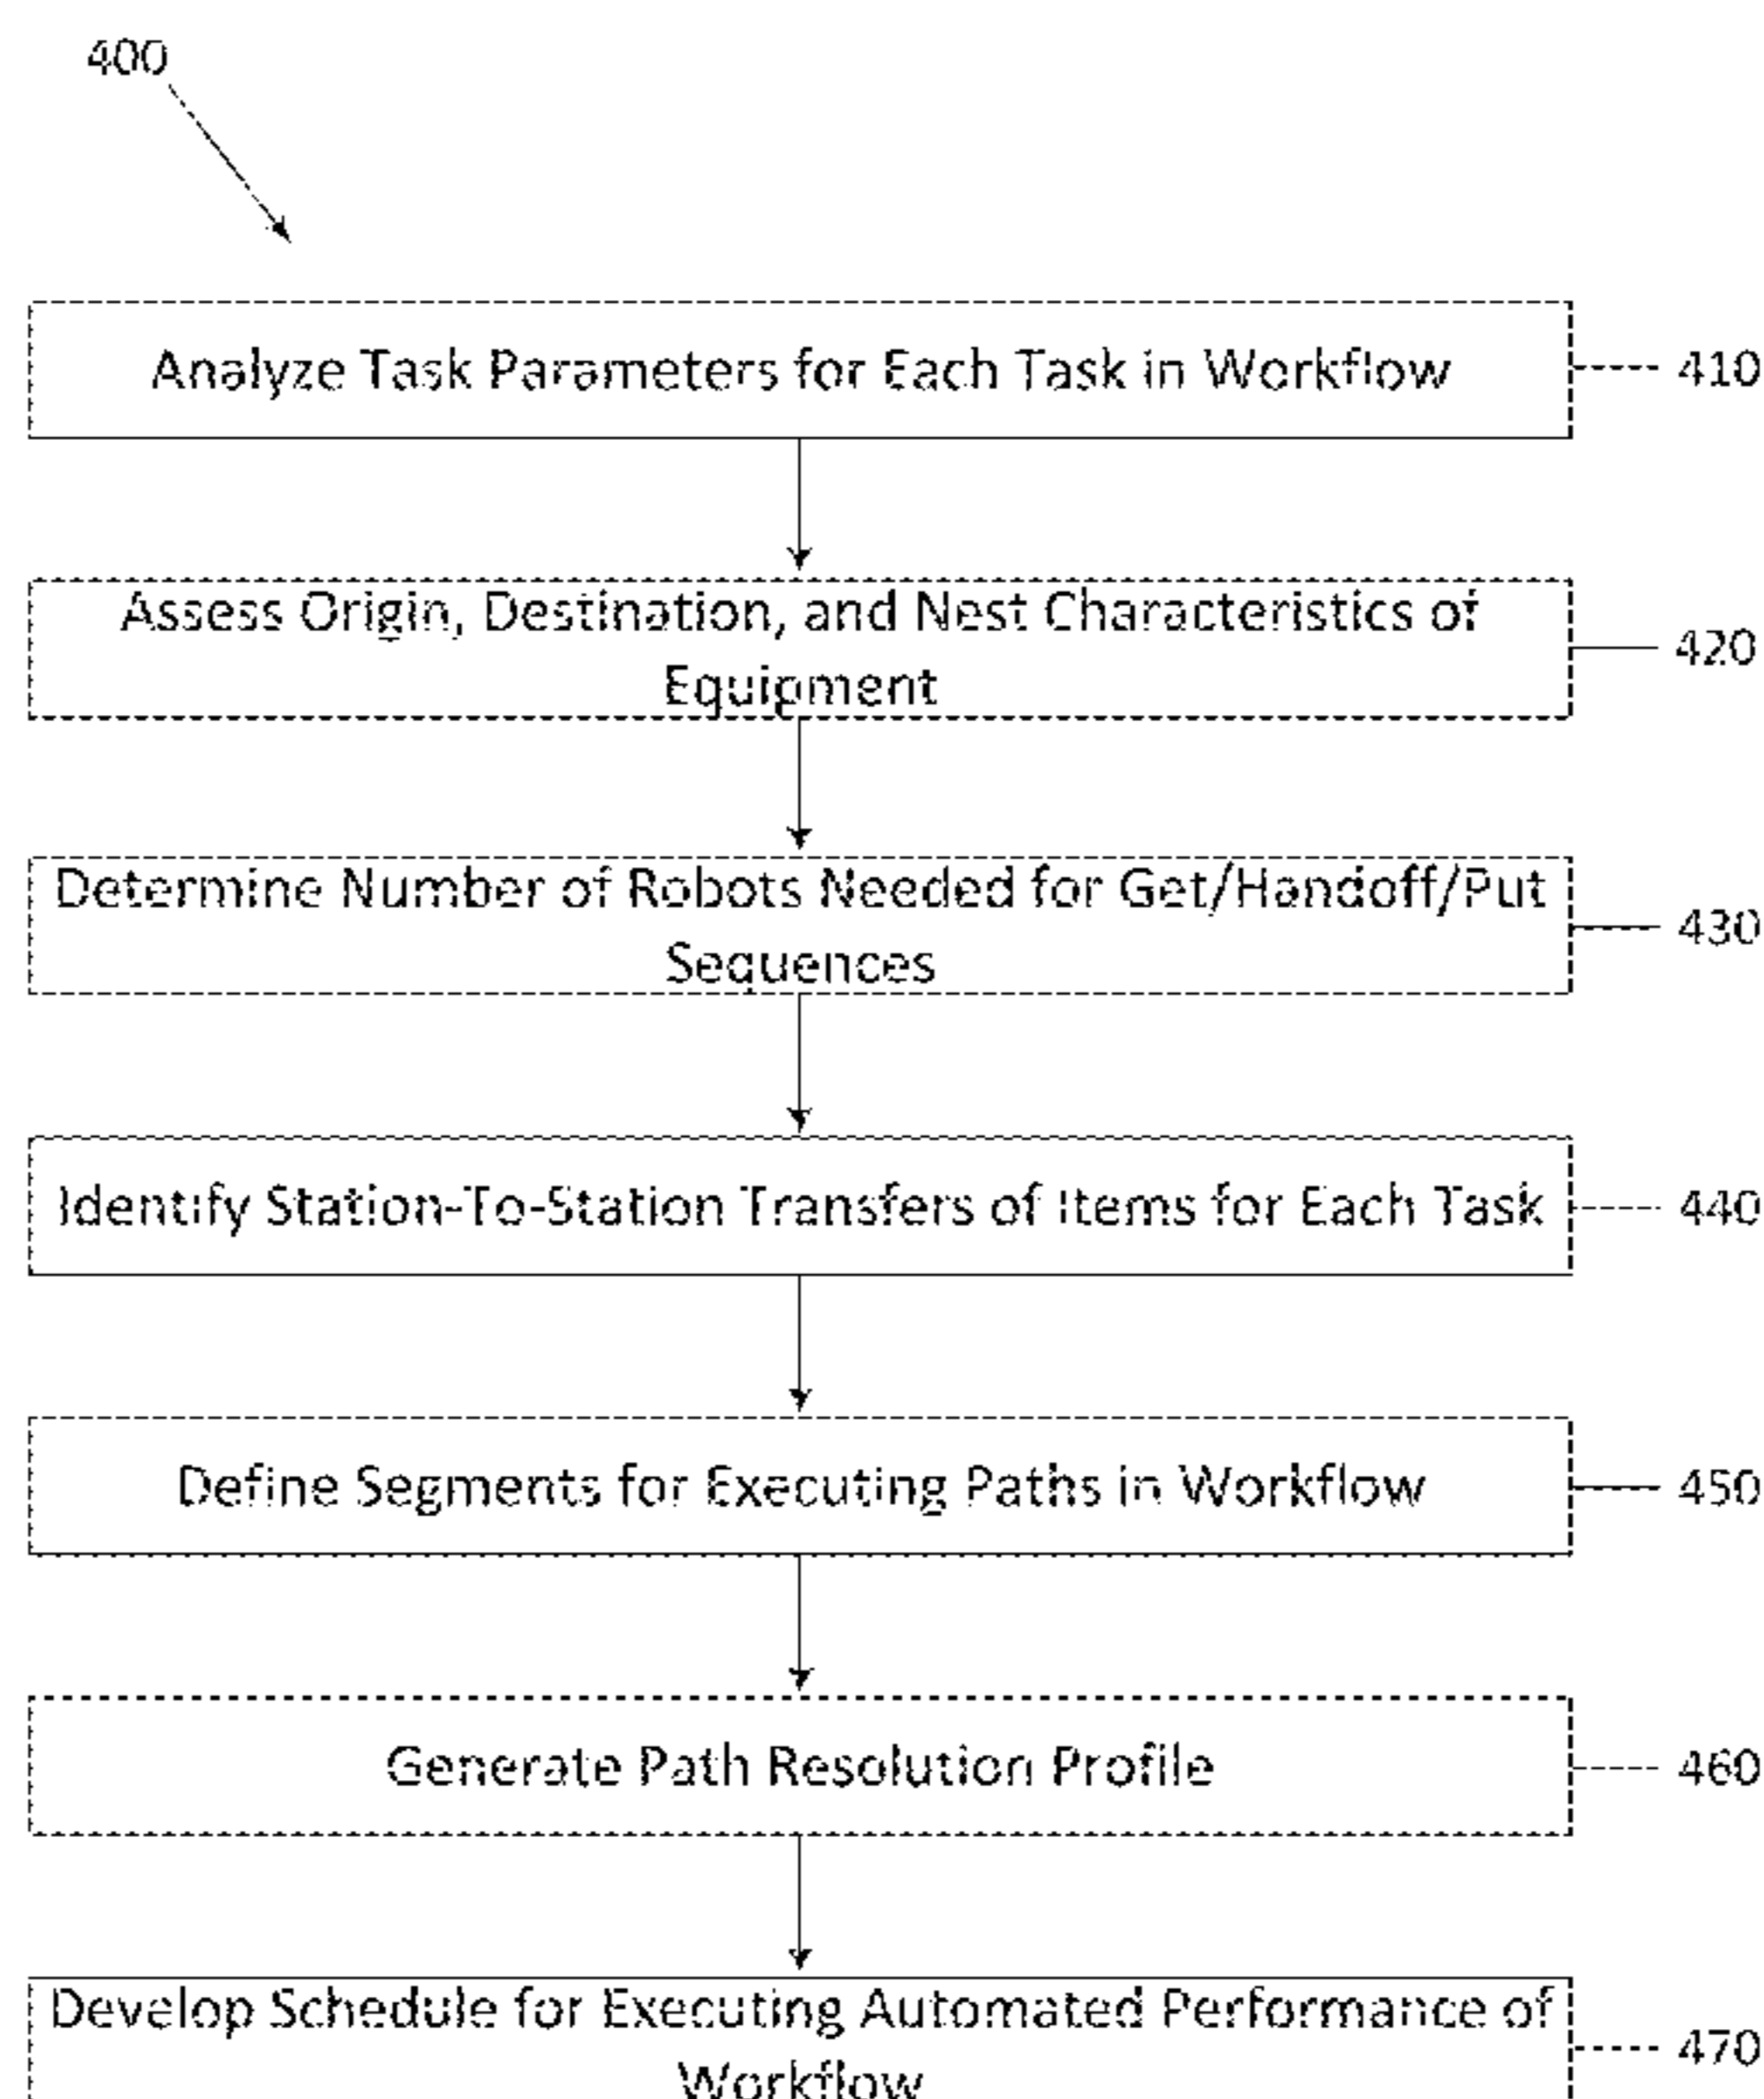 400
Analyze Task Parameters for Each Task in Workflow
410
Assess Origin, Destination, and Nest Characteristics of
Equipment
420
Determine Number of Robots Needed for Get/Handoff/Put
Sequences
430
Identify Station-To-Station Transfers of Items for Each Task
440
Define Segments for Executing Paths in Workflow
450
Generate Path Resolution Profile
460
Develop Schedule for Executing Automated Performance of
Workflow
470